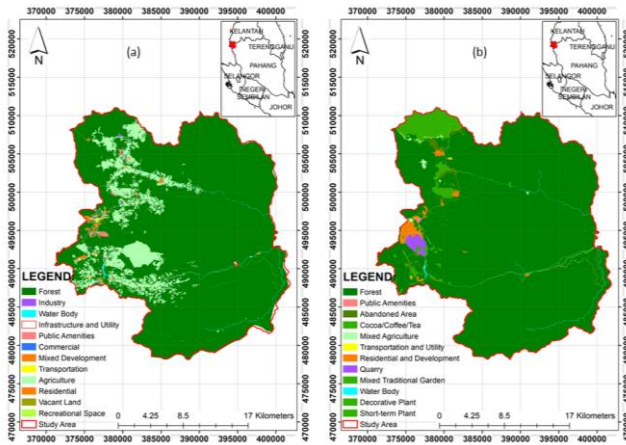 370000 375000 380000 385000 390000 395000 400000
370000 375000 380000 385000 390000 395000 400000
N
(a)
KELANTAN
TERENGGANU
PAHANG
SELANGOR
NEGERI
SEMBILAN
JOHOR
N
(b)
KELANTAN
TERENGGANU
PAHANG
SELANGOR
NEGERI
SEMBILAN
JOHOR
520000
515000
510000
505000
500000
495000
490000
485000
480000
475000
470000
LEGEND
Forest
Industry
Water Body
Infrastructure and Utility
Public Amenities
Commercial
Mixed Development
Transportation
Agriculture
Residential
Vacant Land
Recreational Space
Study Area
0 4.25 8.5 17 Kilometers
LEGEND
Forest
Public Amenities
Abandoned Area
Cocoa/Coffee/Tea
Mixed Agriculture
Transportation and Utility
Residential and Development
Quarry
Mixed Traditional Garden
Water Body
Decorative Plant
Short-term Plant
Study Area
0 4.25 8.5 17 Kilometers
520000
515000
510000
505000
500000
495000
490000
485000
480000
475000
470000
370000 375000 380000 385000 390000 395000 400000
370000 375000 380000 385000 390000 395000 400000